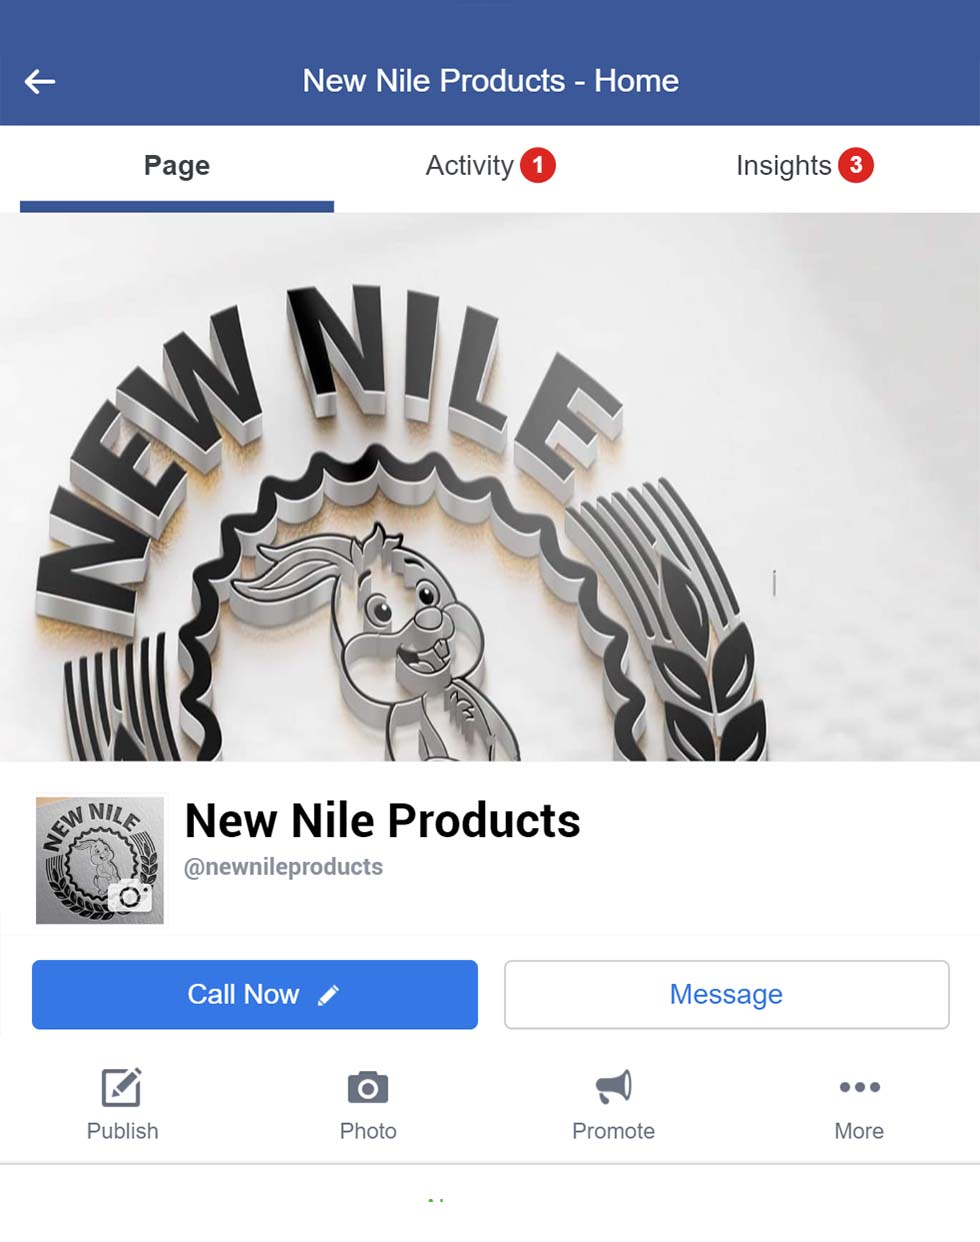 New Nile Products - Home
Page
Activity 1
Insights 3
NEW NILE
NEW NILE
New Nile Products
@newnileproducts
Call Now
Message
Publish
Photo
Promote
More